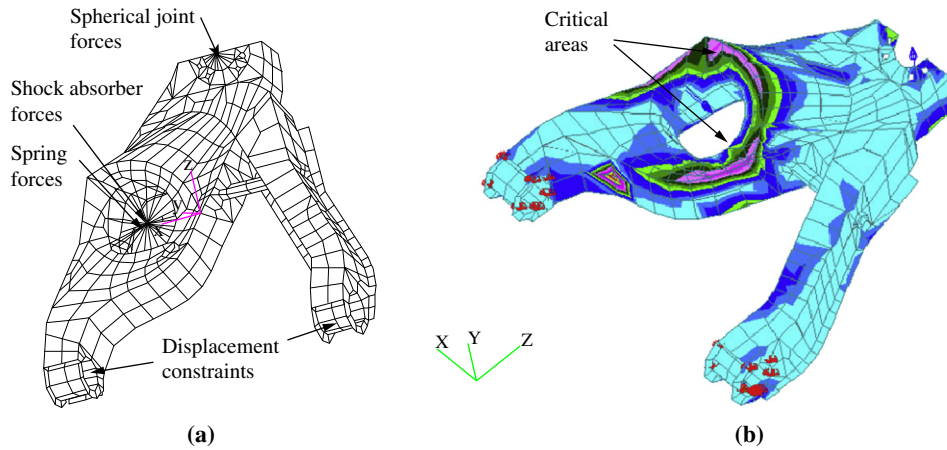 Spherical joint
forces
Shock absorber
forces
Spring
forces
Z
Displacement
constraints
(a)
Critical
areas
X Y Z
(b)